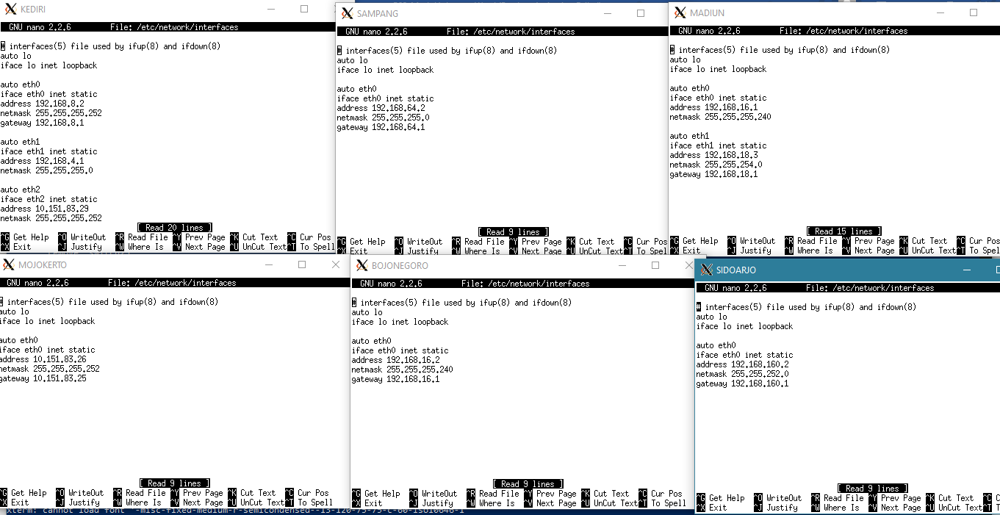 KEDIRI
GNU nano 2.2.6 File: /etc/network/interfaces
# interfaces(5) file used by ifup(8) and ifdown(8)
auto lo
iface lo inet loopback
auto eth0
iface eth0 inet static
address 192.168.8.2
netmask 255.255.255.252
gateway 192.168.8.1
auto eth1
iface eth1 inet static
address 192.168.4.1
netmask 255.255.255.0
auto eth2
iface eth2 inet static
address 10.151.83.29
netmask 255.255.255.252
[ Read 20 lines ]
^G Get Help ^O WriteOut ^R Read File ^Y Prev Page ^K Cut Text ^C Cur Pos
^X Exit ^J Justify ^W Where Is ^V Next Page ^U UnCut Text ^T To Spell
SAMPANG
GNU nano 2.2.6 File: /etc/network/interfaces
# interfaces(5) file used by ifup(8) and ifdown(8)
auto lo
iface lo inet loopback
auto eth0
iface eth0 inet static
address 192.168.64.2
netmask 255.255.255.0
gateway 192.168.64.1
[ Read 9 lines ]
^G Get Help ^O WriteOut ^R Read File ^Y Prev Page ^K Cut Text ^C Cur Pos
^X Exit ^J Justify ^W Where Is ^V Next Page ^U UnCut Text ^T To Spell
MADIUN
GNU nano 2.2.6 File: /etc/network/interfaces
# interfaces(5) file used by ifup(8) and ifdown(8)
auto lo
iface lo inet loopback
auto eth0
iface eth0 inet static
address 192.168.16.1
netmask 255.255.255.240
auto eth1
iface eth1 inet static
address 192.168.18.3
netmask 255.255.254.0
gateway 192.168.18.1
[ Read 15 lines ]
^G Get Help ^O WriteOut ^R Read File ^Y Prev Page ^K Cut Text ^C Cur Pos
^X Exit ^J Justify ^W Where Is ^V Next Page ^U UnCut Text ^T To Spel
MOJOKERTO
GNU nano 2.2.6 File: /etc/network/interfaces
# interfaces(5) file used by ifup(8) and ifdown(8)
auto lo
iface lo inet loopback
auto eth0
iface eth0 inet static
address 10.151.83.26
netmask 255.255.255.252
gateway 10.151.83.25
[ Read 9 lines ]
^G Get Help ^O WriteOut ^R Read File ^Y Prev Page ^K Cut Text ^C Cur Pos
^X Exit ^J Justify ^W Where Is ^V Next Page ^U UnCut Text ^T To Spell
BOJONEGORO
GNU nano 2.2.6 File: /etc/network/interfaces
# interfaces(5) file used by ifup(8) and ifdown(8)
auto lo
iface lo inet loopback
auto eth0
iface eth0 inet static
address 192.168.16.2
netmask 255.255.255.240
gateway 192.168.16.1
[ Read 9 lines ]
^G Get Help ^O WriteOut ^R Read File ^Y Prev Page ^K Cut Text ^C Cur Pos
^X Exit ^J Justify ^W Where Is ^V Next Page ^U UnCut Text ^T To Spell
SIDOARJO
GNU nano 2.2.6 File: /etc/network/interfaces
# interfaces(5) file used by ifup(8) and ifdown(8)
auto lo
iface lo inet loopback
auto eth0
iface eth0 inet static
address 192.168.160.2
netmask 255.255.252.0
gateway 192.168.160.1
[ Read 9 lines ]
^G Get Help ^O WriteOut ^R Read File ^Y Prev Page ^K Cut Text ^C
^X Exit ^J Justify ^W Where Is ^V Next Page ^U UnCut Text ^T